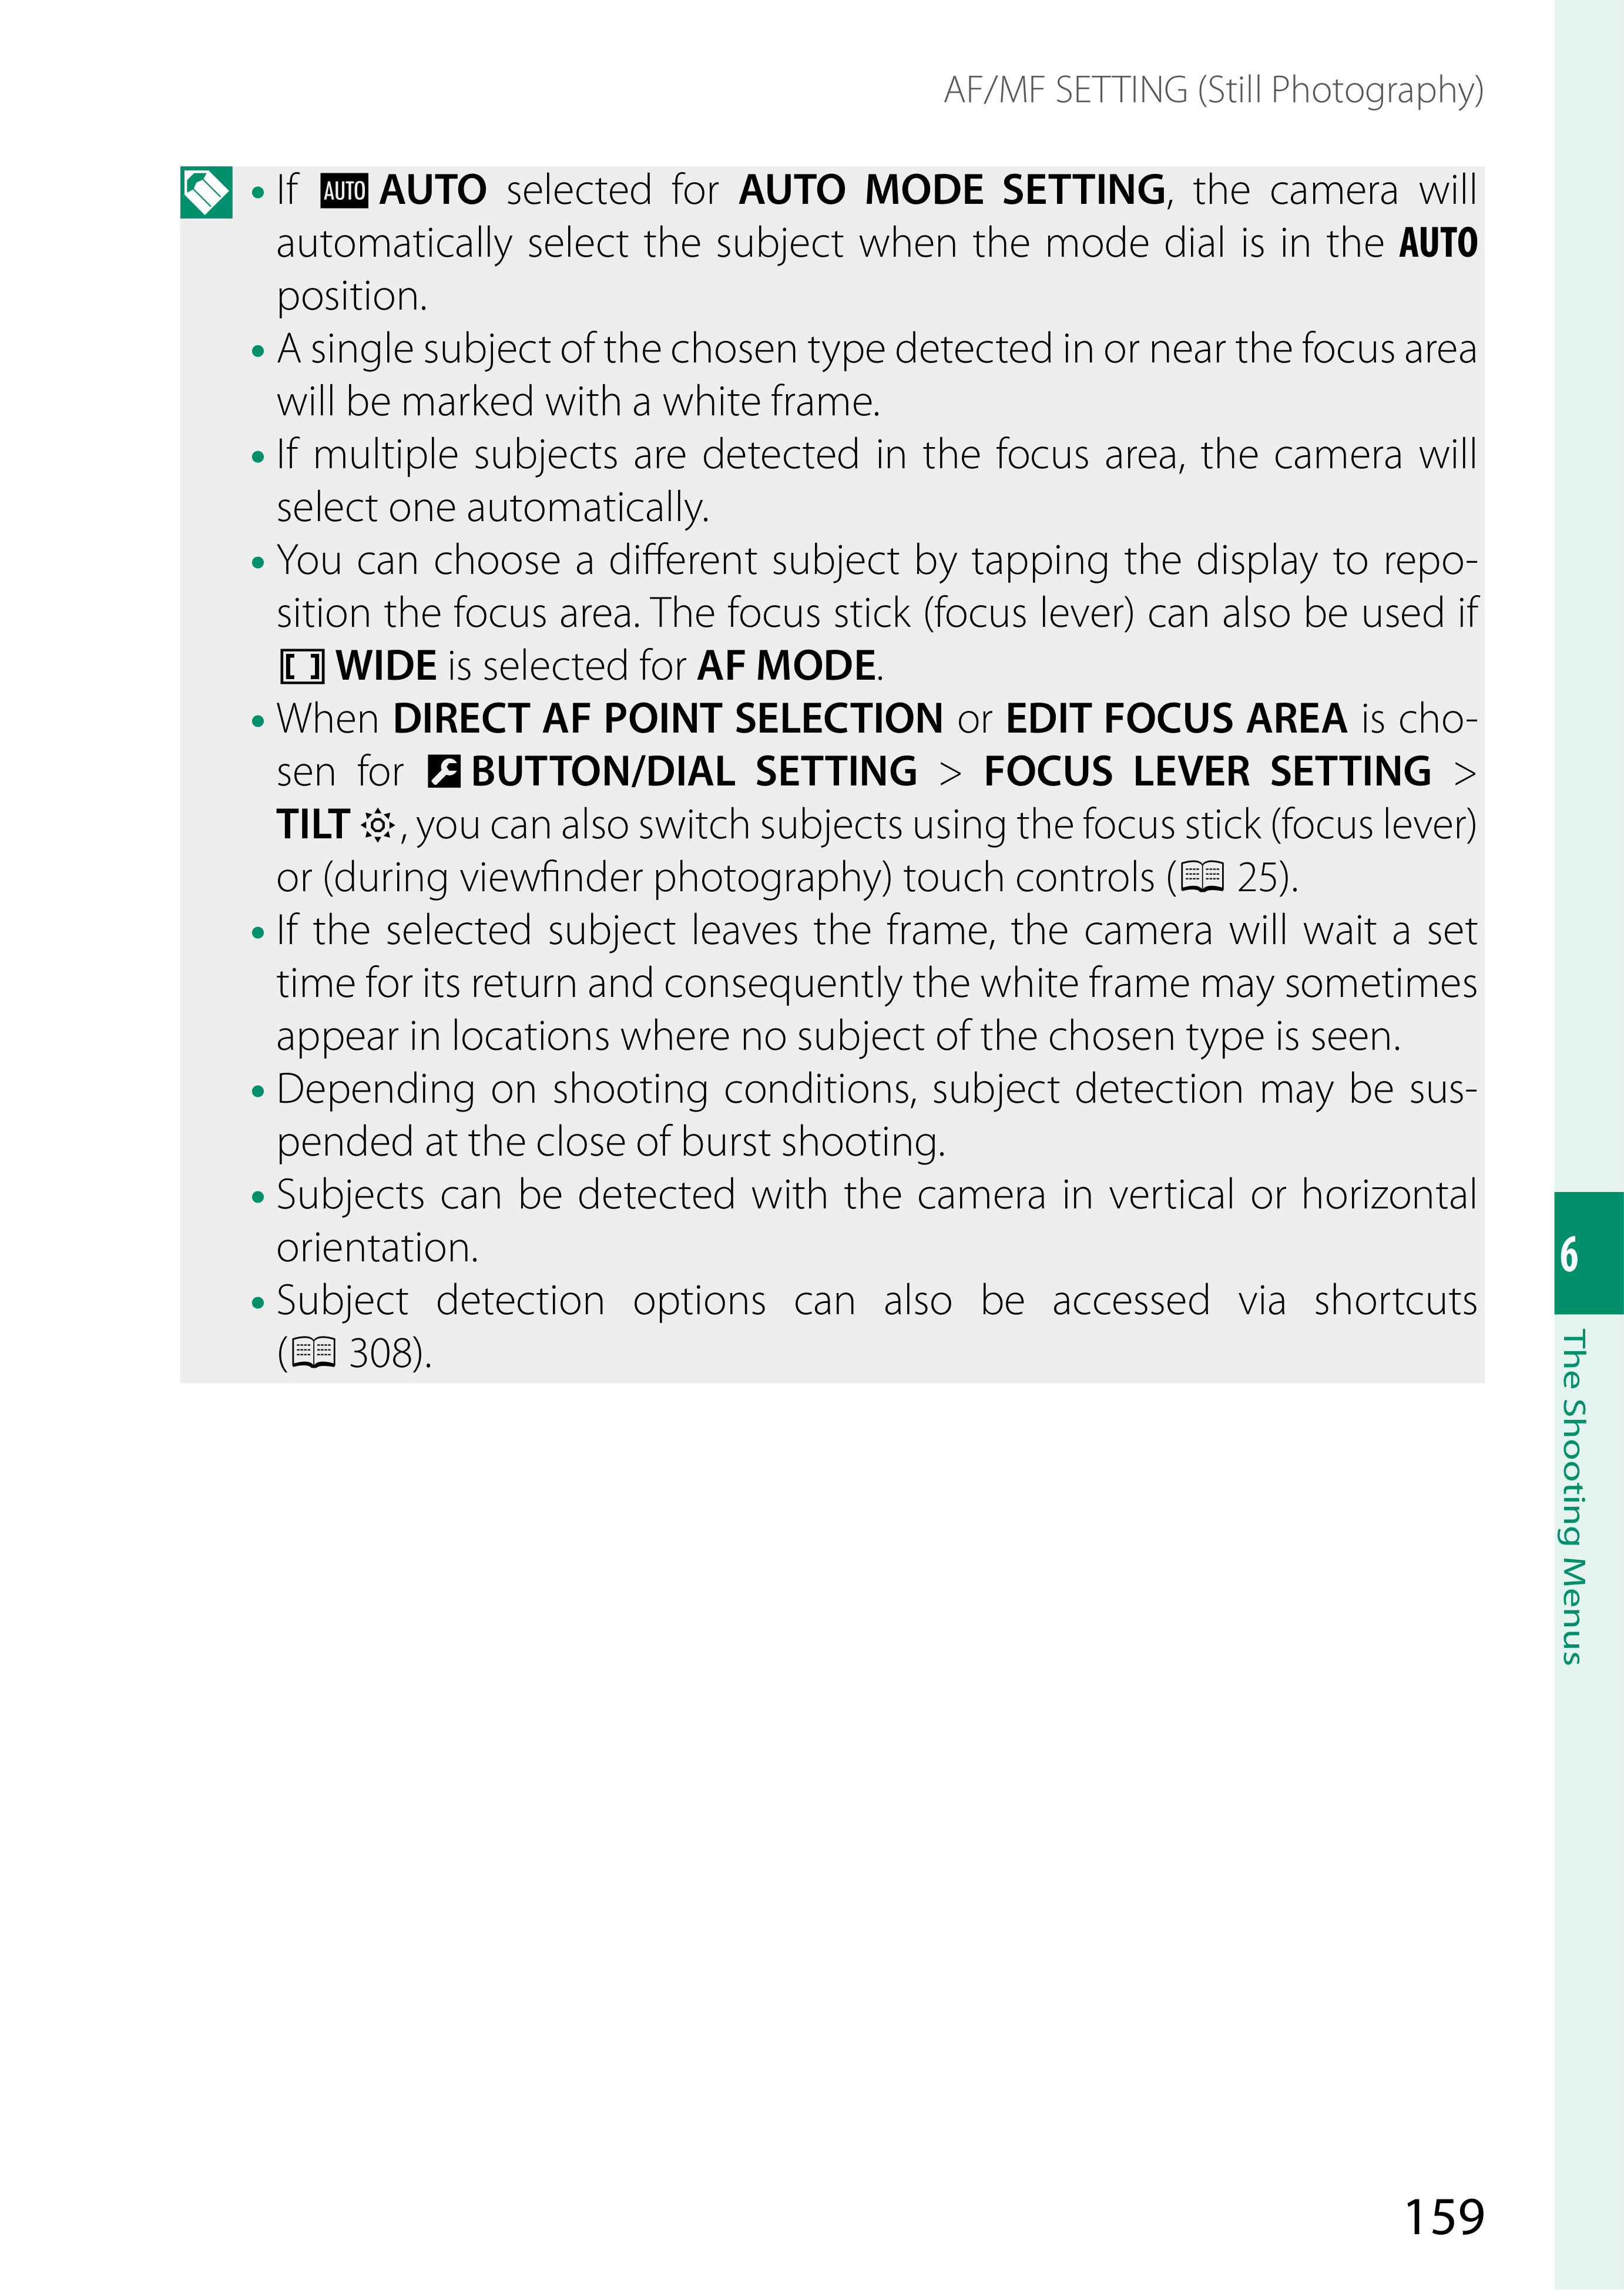 AF/MF SETTING (Still Photography)
• If AUTO AUTO selected for AUTO MODE SETTING, the camera will
automatically select the subject when the mode dial is in the AUTO
position.
• A single subject of the chosen type detected in or near the focus area
will be marked with a white frame.
• If multiple subjects are detected in the focus area, the camera will
select one automatically.
• You can choose a different subject by tapping the display to repo-
sition the focus area. The focus stick (focus lever) can also be used if
WIDE is selected for AF MODE.
• When DIRECT AF POINT SELECTION or EDIT FOCUS AREA is cho-
sen for BUTTON/DIAL SETTING > FOCUS LEVER SETTING >
TILT , you can also switch subjects using the focus stick (focus lever)
or (during viewfinder photography) touch controls ( 25).
• If the selected subject leaves the frame, the camera will wait a set
time for its return and consequently the white frame may sometimes
appear in locations where no subject of the chosen type is seen.
• Depending on shooting conditions, subject detection may be sus-
pended at the close of burst shooting.
• Subjects can be detected with the camera in vertical or horizontal
orientation.
• Subject detection options can also be accessed via shortcuts
( 308).
6
The Shooting Menus
159